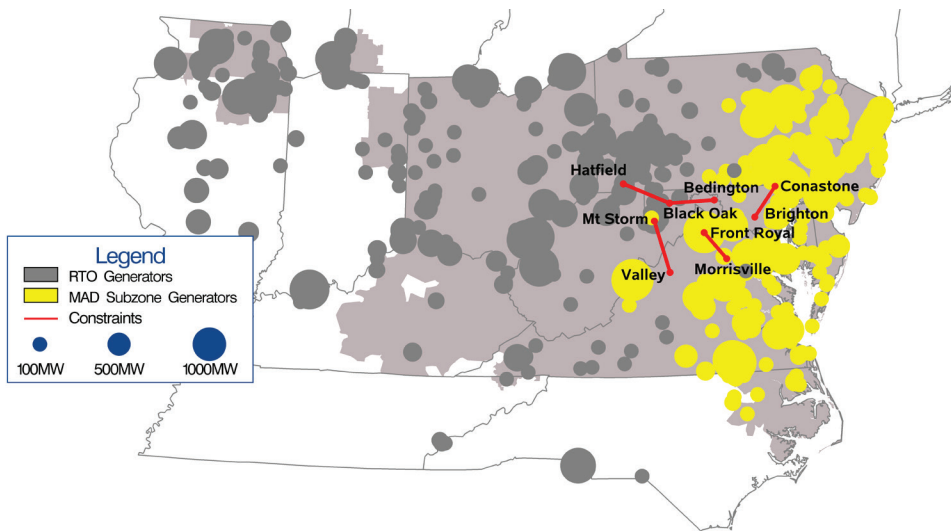 Hatfield
Bedington
Conastone
Mt Storm
Black Oak
Brighton
Front Royal
Valley
Morrisville
Legend
RTO Generators
MAD Subzone Generators
Constraints
100MW
500MW
1000MW